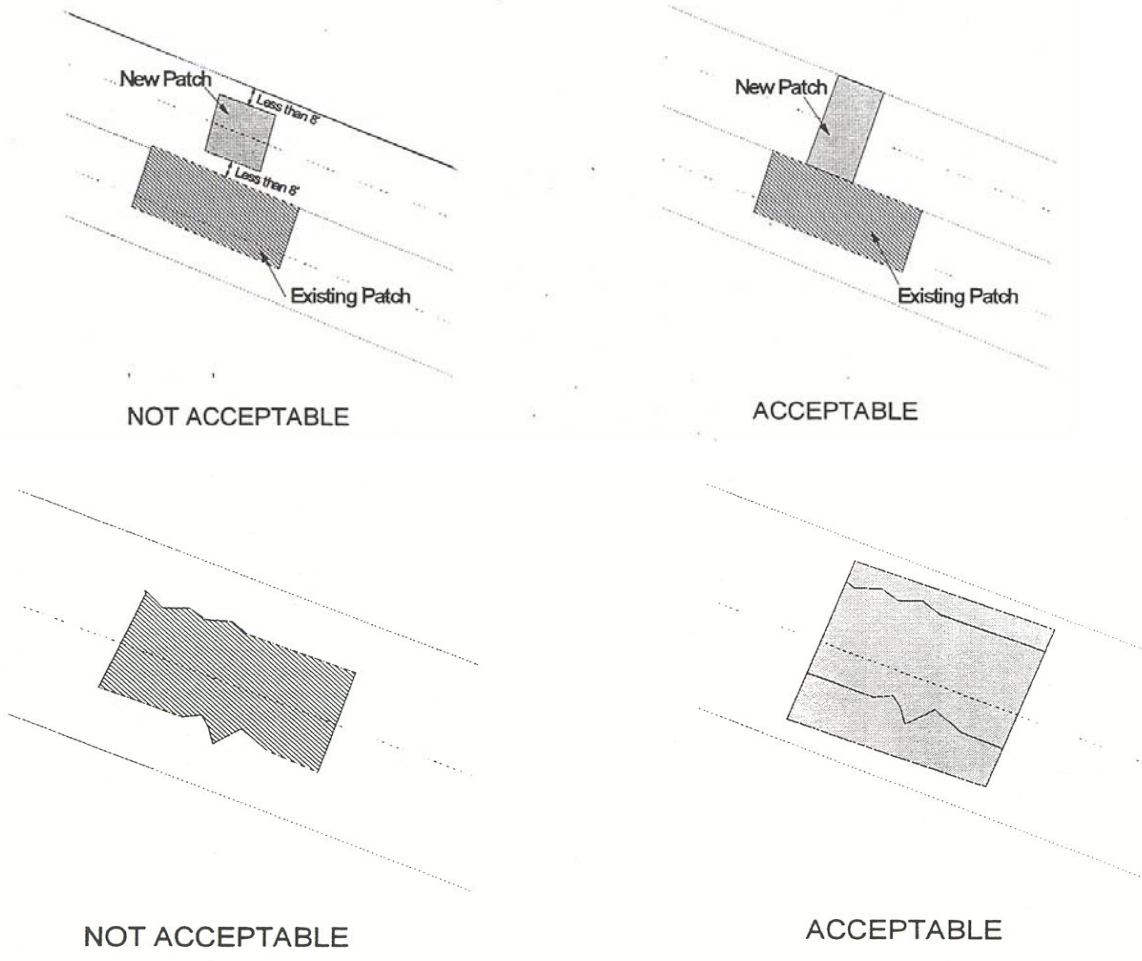 New Patch
Less than 8'
Less than 8'
Existing Patch
NOT ACCEPTABLE
New Patch
Existing Patch
ACCEPTABLE
NOT ACCEPTABLE
ACCEPTABLE